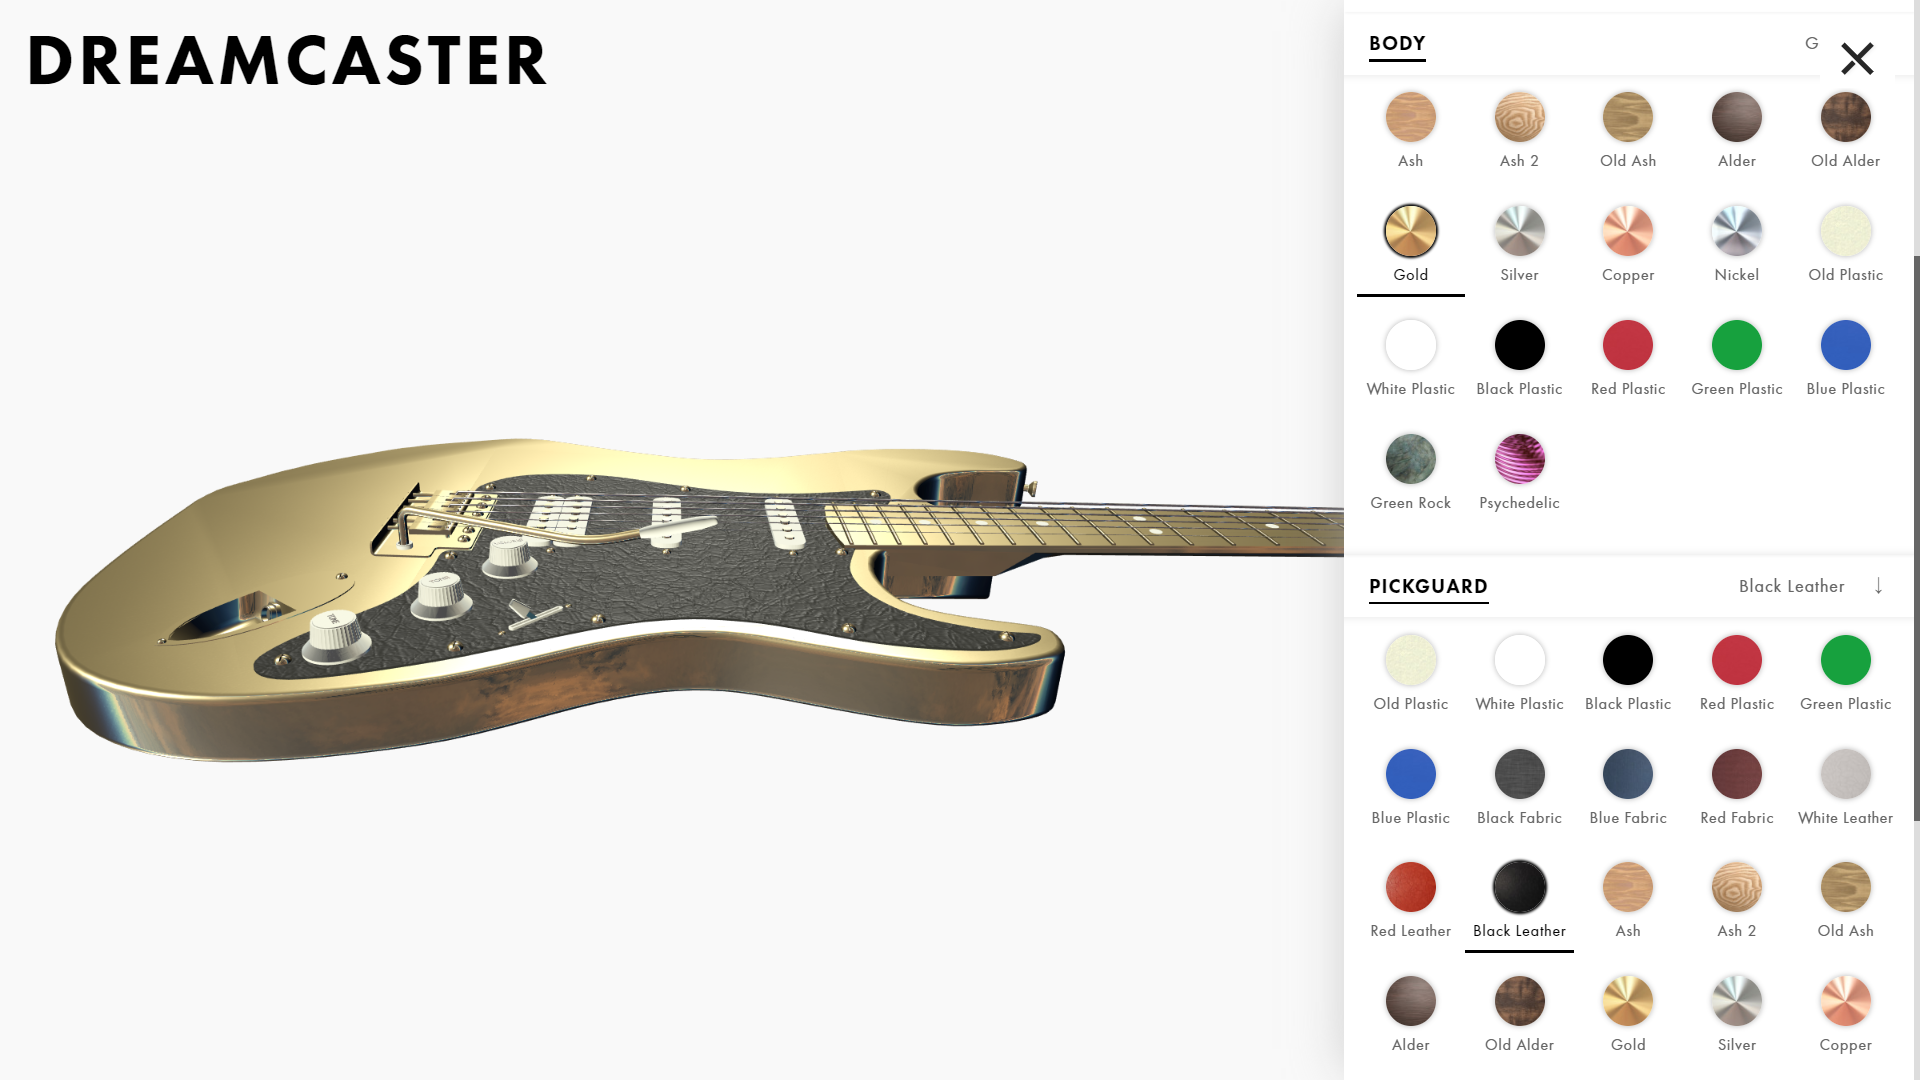 DREAMCASTER
BODY G
Ash Ash 2 Old Ash Alder Old Alder
Gold Silver Copper Nickel Old Plastic
White Plastic Black Plastic Red Plastic Green Plastic Blue Plastic
Green Rock Psychedelic
PICKGUARD Black Leather ↓
Old Plastic White Plastic Black Plastic Red Plastic Green Plastic
Blue Plastic Black Fabric Blue Fabric Red Fabric White Leather
Red Leather Black Leather Ash Ash 2 Old Ash
Alder Old Alder Gold Silver Copper